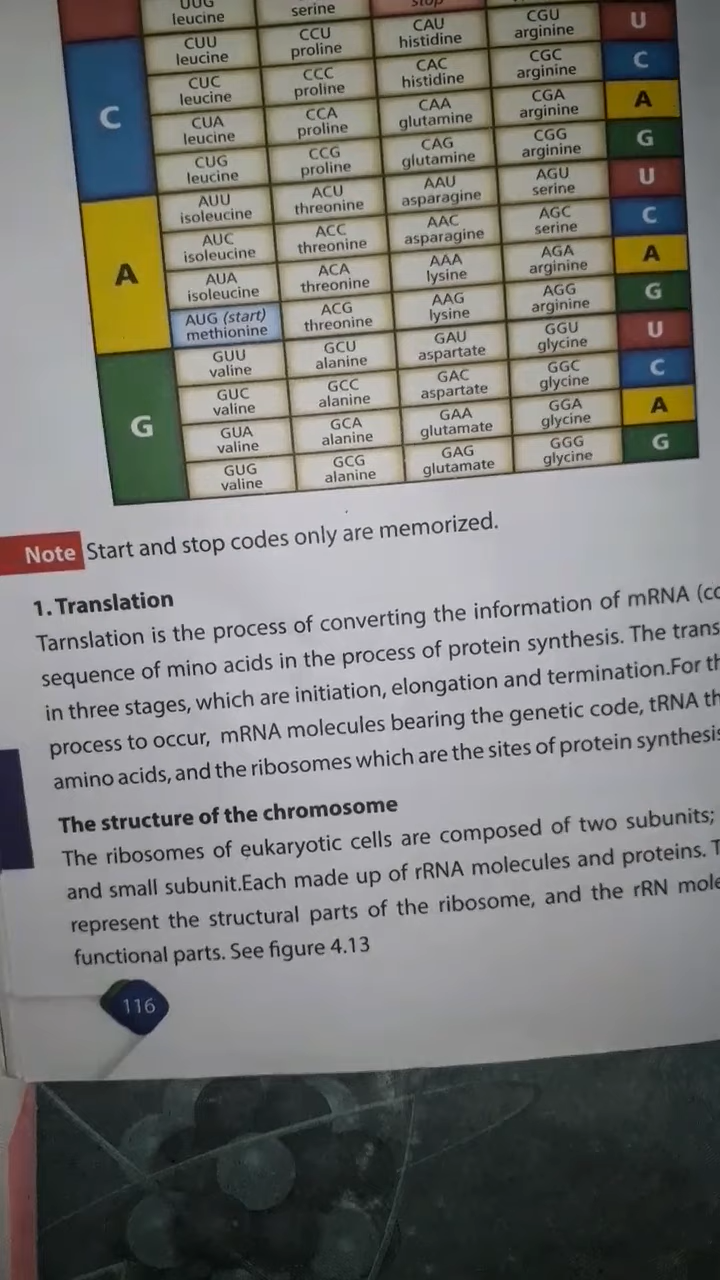 UUG serine stop
leucine
CUU CCU CAU CGU U
leucine proline histidine arginine
CUC CCC CAC CGC C
leucine proline histidine arginine
C
CUA CCA CAA CGA A
leucine proline glutamine arginine
CUG CCG CAG CGG G
leucine proline glutamine arginine
AUU ACU AAU AGU U
isoleucine threonine asparagine serine
AUC ACC AAC AGC C
isoleucine threonine asparagine serine
A
AUA ACA AAA AGA A
isoleucine threonine lysine arginine
AUG (start) ACG AAG AGG G
methionine threonine lysine arginine
GUU GCU GAU GGU U
valine alanine aspartate glycine
GUC GCC GAC GGC C
valine alanine aspartate glycine
G
GUA GCA GAA GGA A
valine alanine glutamate glycine
GUG GCG GAG GGG G
valine alanine glutamate glycine
Note Start and stop codes only are memorized.
1. Translation
Tarnslation is the process of converting the information of mRNA (co
sequence of mino acids in the process of protein synthesis. The trans
in three stages, which are initiation, elongation and termination.For th
process to occur, mRNA molecules bearing the genetic code, tRNA th
amino acids, and the ribosomes which are the sites of protein synthesis
The structure of the chromosome
The ribosomes of eukaryotic cells are composed of two subunits;
and small subunit.Each made up of rRNA molecules and proteins. T
represent the structural parts of the ribosome, and the rRN mole
functional parts. See figure 4.13
116